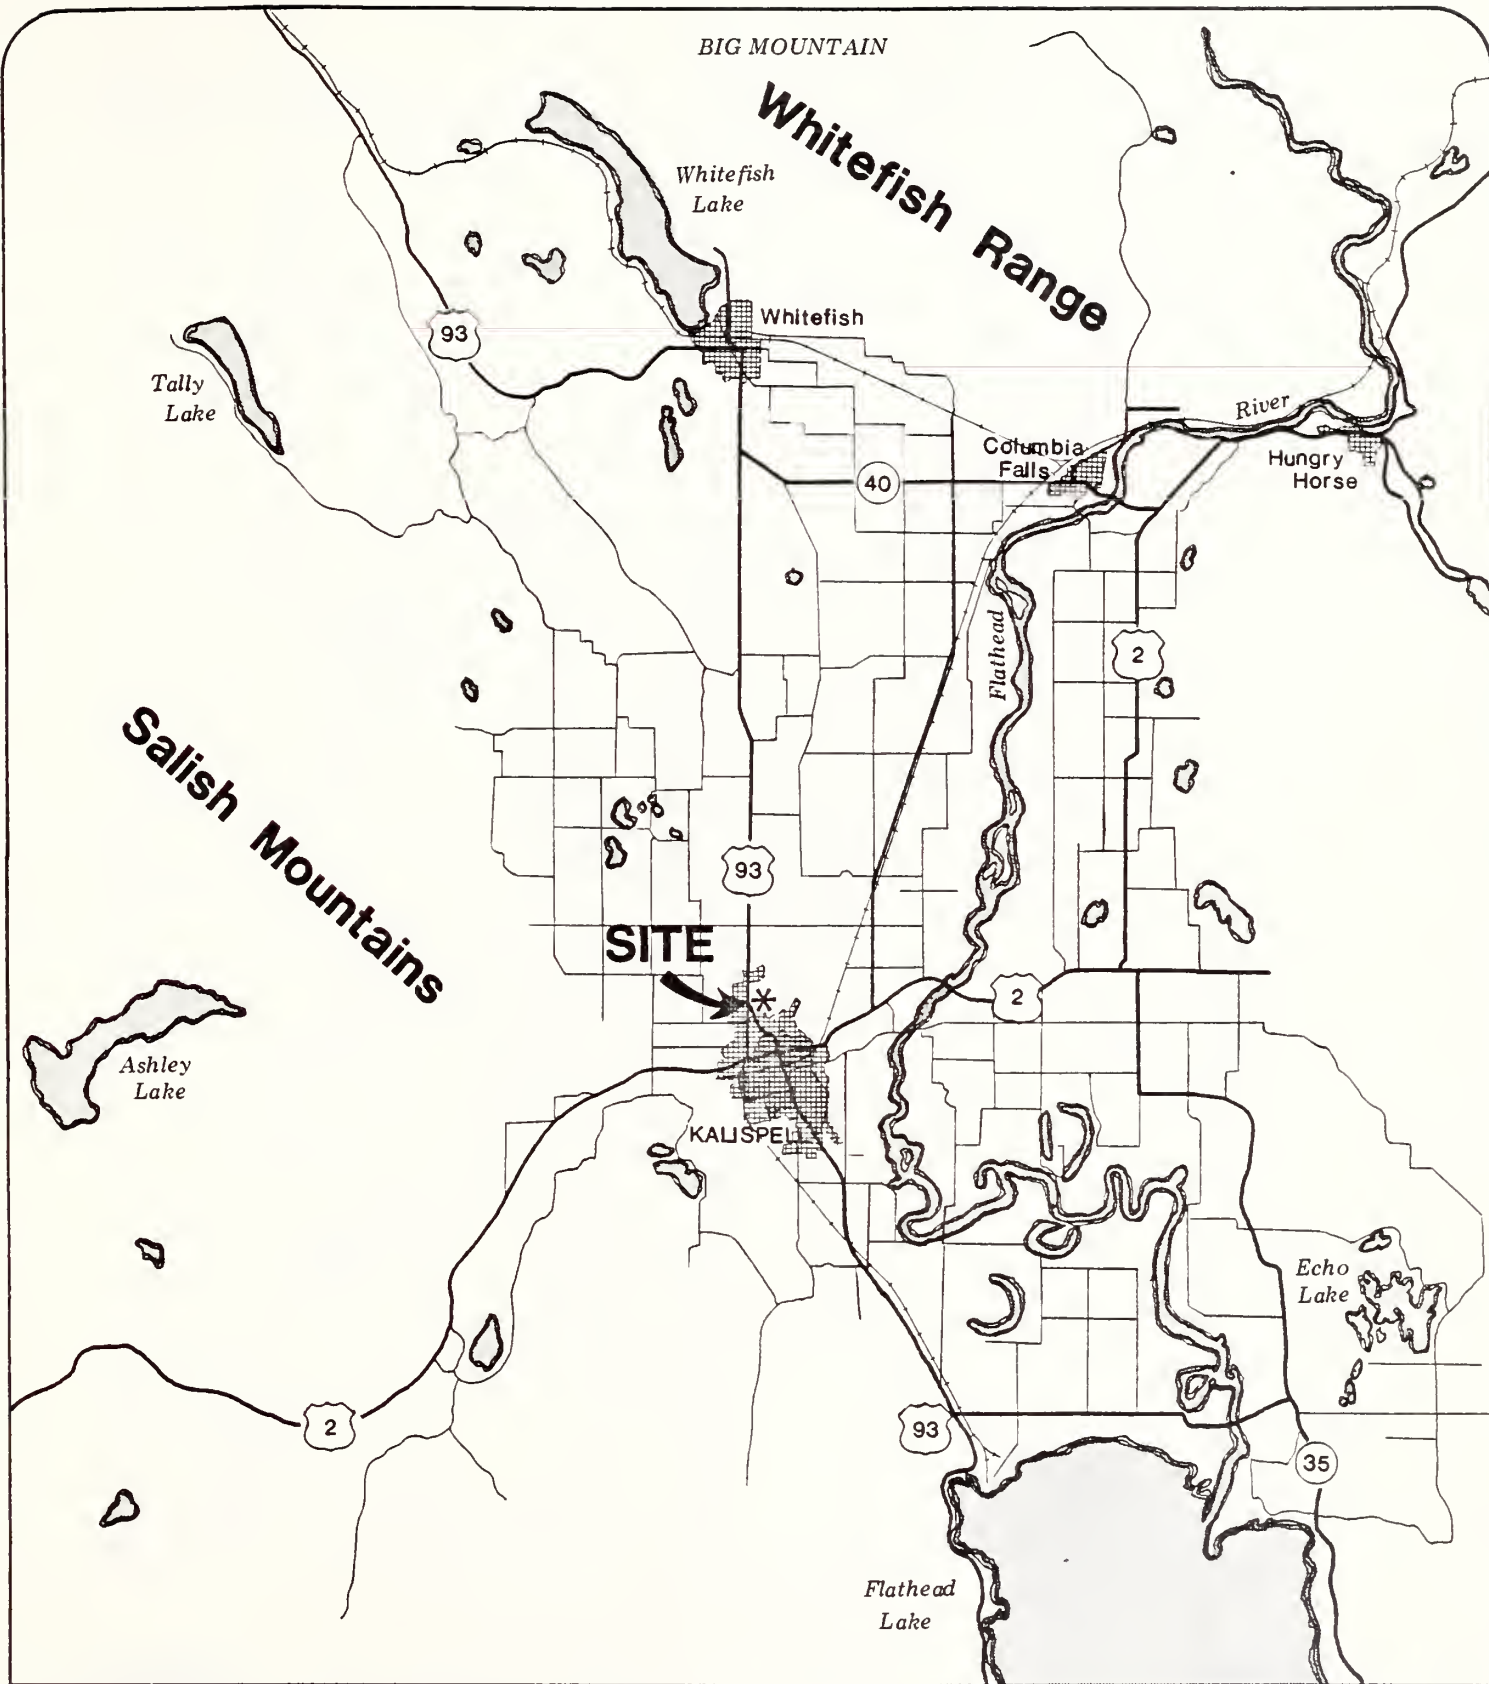 BIG MOUNTAIN
Whitefish Range
Whitefish
Lake
Whitefish
93
Tally
Lake
River
Columbia
Falls
Hungry
Horse
40
Flathead
2
Salish Mountains
93
SITE
*
2
Ashley
Lake
KALISPELL
Echo
Lake
2
93
35
Flathead
Lake